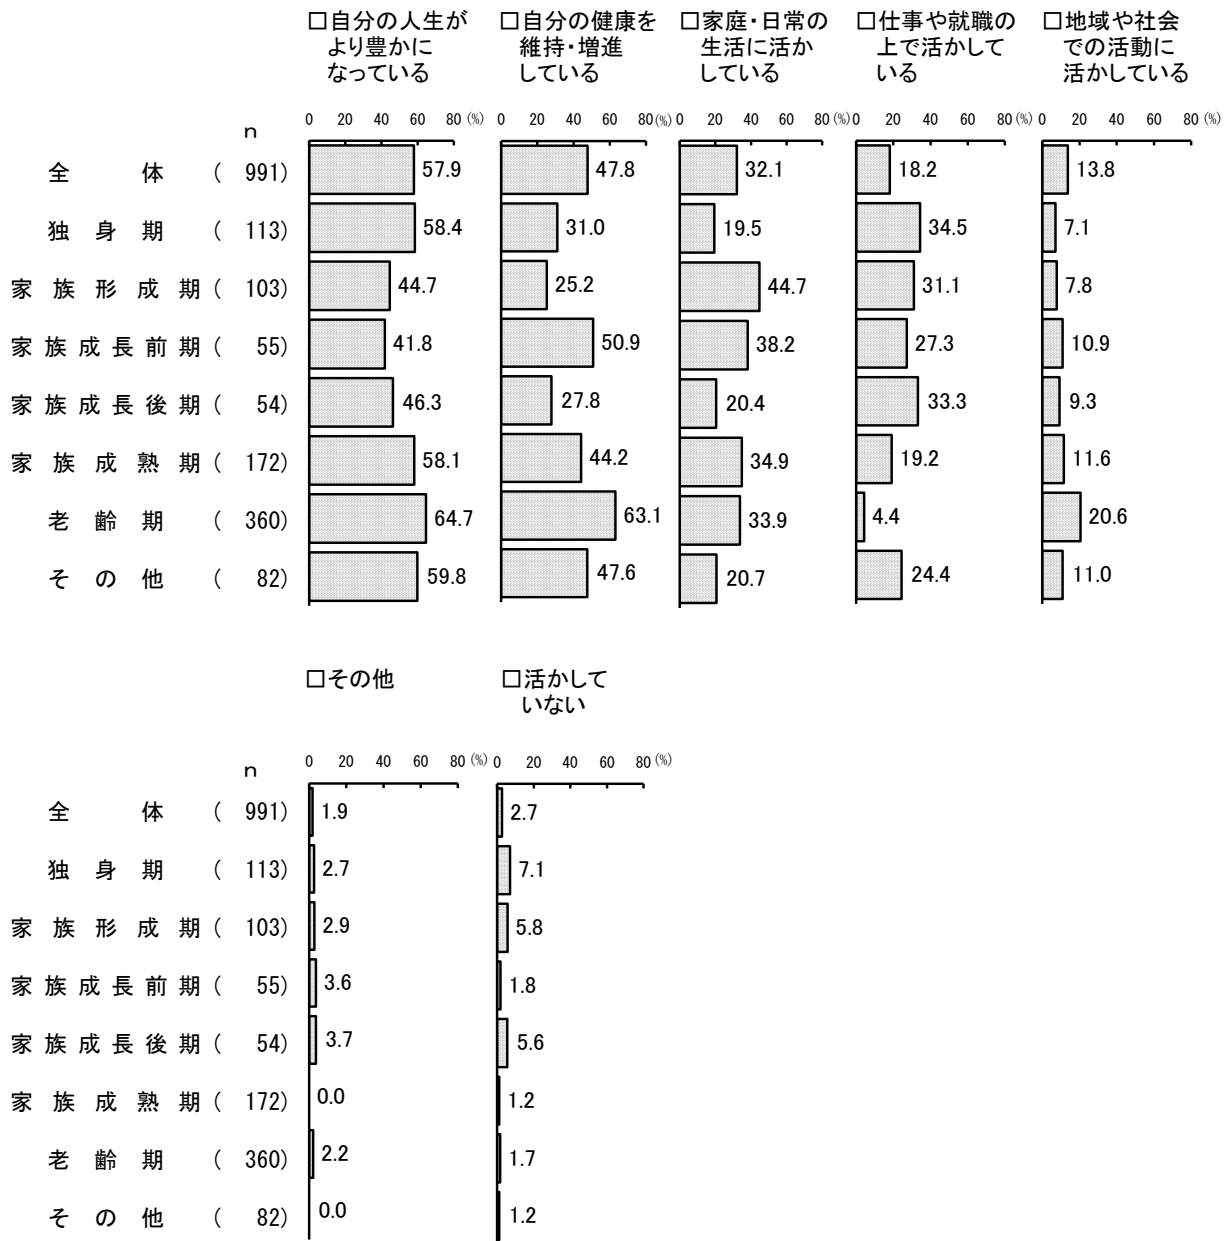 □自分の人生が
より豊かに
なっている
□自分の健康を
維持・増進
している
□家庭・日常の
生活に活か
している
□仕事や就職の
上で活かして
いる
□地域や社会
での活動に
活かしている
n 0 20 40 60 80 (%) 0 20 40 60 80 (%) 0 20 40 60 80 (%) 0 20 40 60 80 (%) 0 20 40 60 80 (%)
全体 ( 991) 57.9 47.8 32.1 18.2 13.8
独身期 ( 113) 58.4 31.0 19.5 34.5 7.1
家族形成期 ( 103) 44.7 25.2 44.7 31.1 7.8
家族成長前期 ( 55) 41.8 50.9 38.2 27.3 10.9
家族成長後期 ( 54) 46.3 27.8 20.4 33.3 9.3
家族成熟期 ( 172) 58.1 44.2 34.9 19.2 11.6
老齢期 ( 360) 64.7 63.1 33.9 4.4 20.6
その他 ( 82) 59.8 47.6 20.7 24.4 11.0
□その他
□活かして
いない
n 0 20 40 60 80 (%) 0 20 40 60 80 (%)
全体 ( 991) 1.9 2.7
独身期 ( 113) 2.7 7.1
家族形成期 ( 103) 2.9 5.8
家族成長前期 ( 55) 3.6 1.8
家族成長後期 ( 54) 3.7 5.6
家族成熟期 ( 172) 0.0 1.2
老齢期 ( 360) 2.2 1.7
その他 ( 82) 0.0 1.2